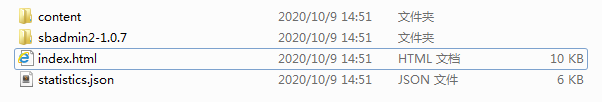 content 2020/10/9 14:51 文件夹
sbadmin2-1.0.7 2020/10/9 14:51 文件夹
index.html 2020/10/9 14:51 HTML 文档 10 KB
statistics.json 2020/10/9 14:51 JSON 文件 6 KB